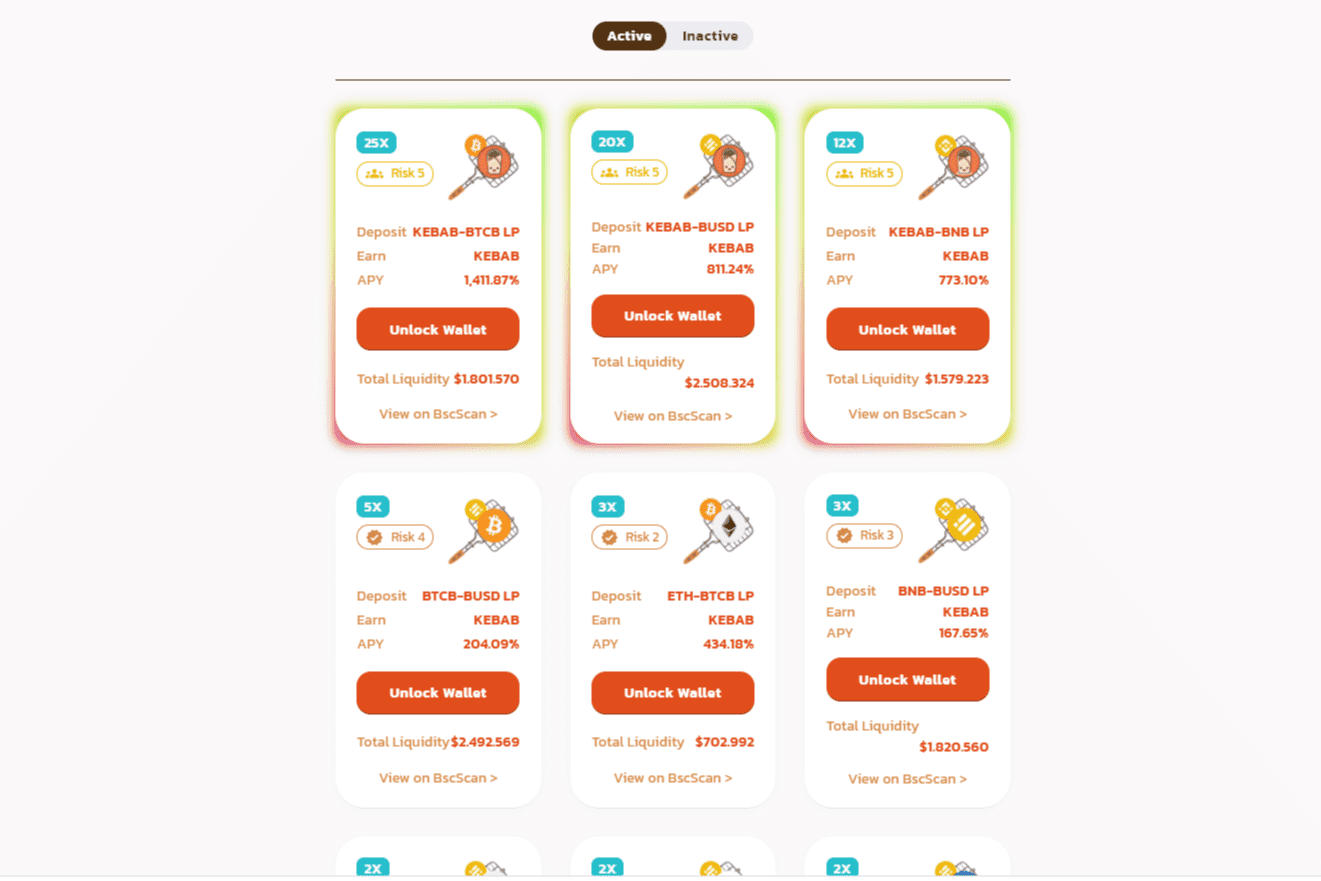 Active Inactive
25X
Risk 5
Deposit KEBAB-BTCB LP
Earn KEBAB
APY 1,411.87%
Unlock Wallet
Total Liquidity $1.801.570
View on BscScan >
20X
Risk 5
Deposit KEBAB-BUSD LP
Earn KEBAB
APY 811.24%
Unlock Wallet
Total Liquidity
$2.508.324
View on BscScan >
12X
Risk 5
Deposit KEBAB-BNB LP
Earn KEBAB
APY 773.10%
Unlock Wallet
Total Liquidity $1.579.223
View on BscScan >
5X
Risk 4
Deposit BTCB-BUSD LP
Earn KEBAB
APY 204.09%
Unlock Wallet
Total Liquidity $2.492.569
View on BscScan >
3X
Risk 2
Deposit ETH-BTCB LP
Earn KEBAB
APY 434.18%
Unlock Wallet
Total Liquidity $702.992
View on BscScan >
3X
Risk 3
Deposit BNB-BUSD LP
Earn KEBAB
APY 167.65%
Unlock Wallet
Total Liquidity
$1.820.560
View on BscScan >
2X
2X
2X